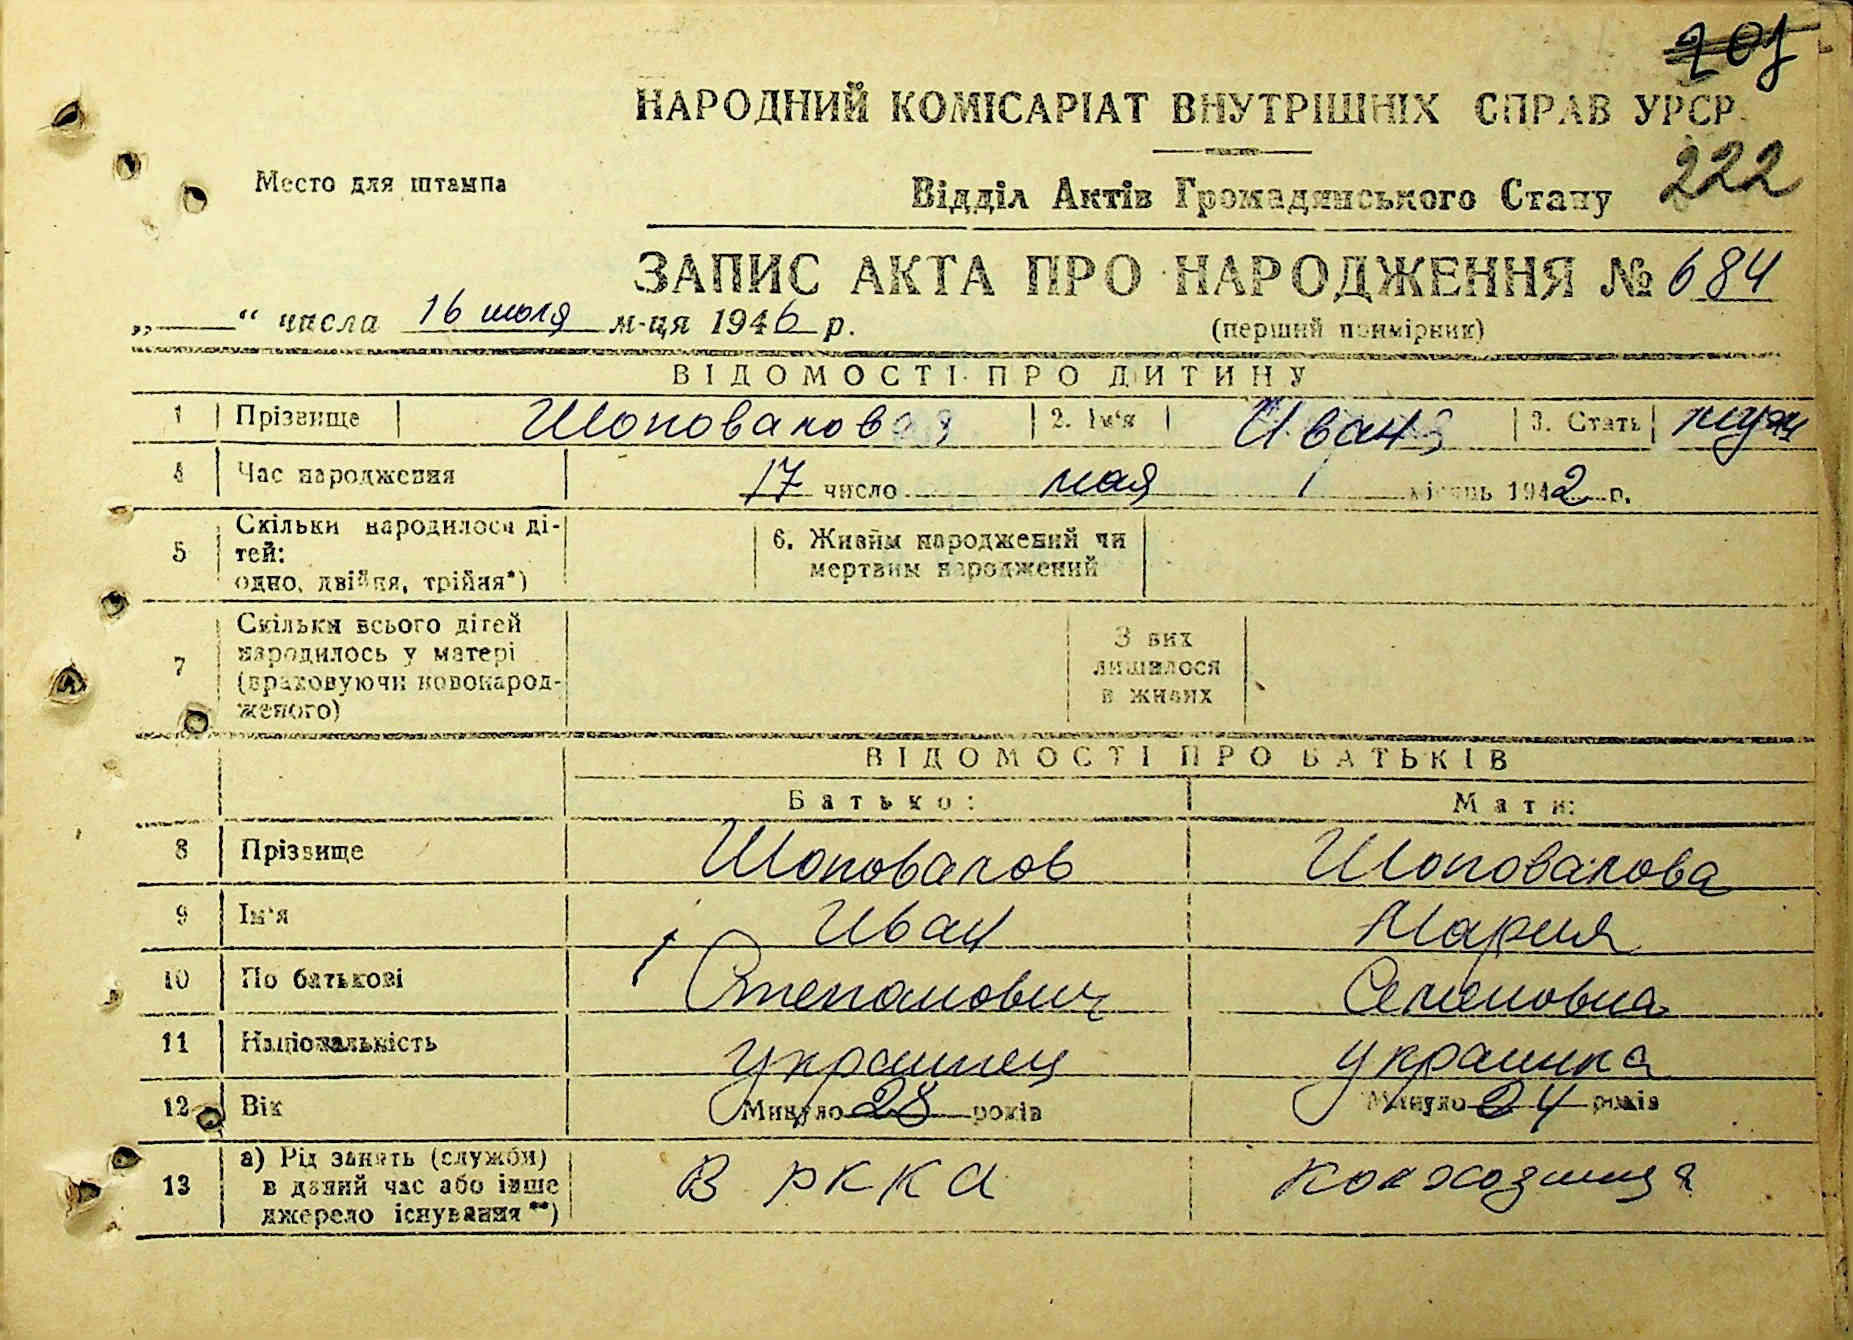 201
НАРОДНИЙ КОМІСАРІАТ ВНУТРІШНІХ СПРАВ УРСР
222
Место для штампа
Відділ Актів Громадянського Стану
ЗАПИС АКТА ПРО НАРОДЖЕННЯ № 684
„——“ числа 16 июля м-ця 1946 р.
(перший примірник)
ВІДОМОСТІ ПРО ДИТИНУ
1 Прізвище Шоповалов 2. Ім'я Иван 3. Стать муж
4 Час народження 17 число мая місяць 1942 р.
5 Скільки народилося ді-
тей:
одно, двійня, трійня*)
6. Живим народжений чи
мертвим народжений
7 Скільки всього дітей
народилось у матері
(враховуючи новонарод-
женого)
З них
лишилося
в живих
ВІДОМОСТІ ПРО БАТЬКІВ
Батько: Мати:
8 Прізвище Шоповалов Шоповалова
9 Ім'я Иван Мария
10 По батькові Степанович Семеновна
11 Національність украинец украинка
12 Вік Минуло 28 років Минуло 24 років
13 а) Рід занять (служби)
в даний час або інше
джерело існування**)
В РККА колхозница